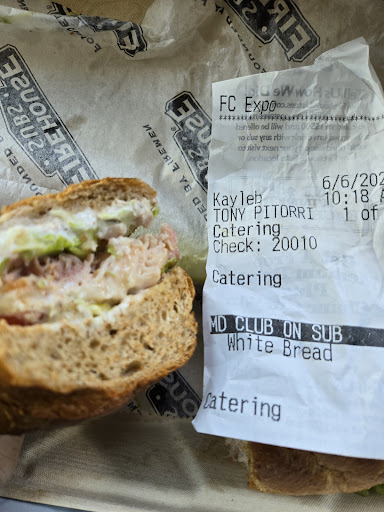 FIREHOUSE
SUBS
FOUNDED BY FIREMEN
FC Expo
6/6/202
Kayleb 10:18 A
TONY PITORRI 1 of
Catering
Check: 20010
Catering
MD CLUB ON SUB
White Bread
Catering